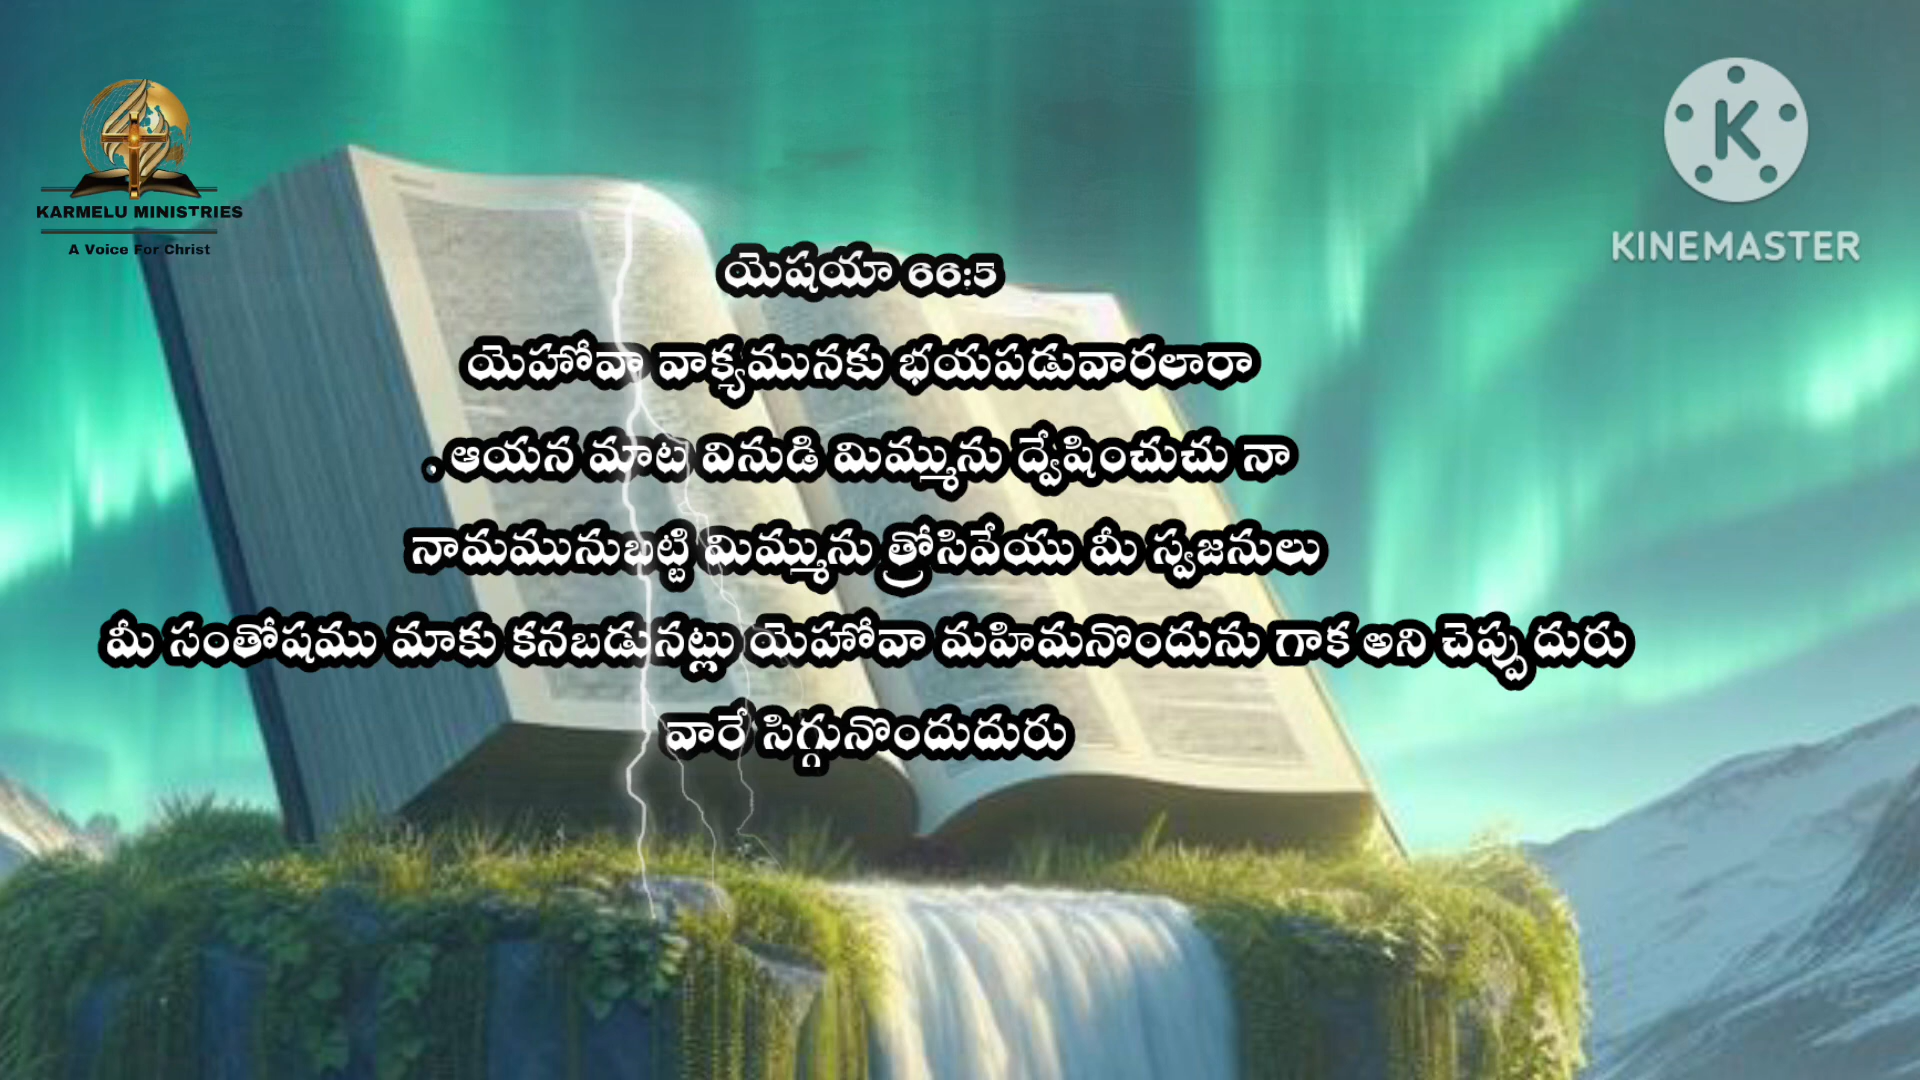 KARMELU MINISTRIES
A Voice For Christ
KINEMASTER
యెషయా 66:5
యెహోవా వాక్యమునకు భయపడువారలారా
. ఆయన మాట వినుడి మిమ్మును ద్వేషించుచు నా
నామమునుబట్టి మిమ్మును త్రోసివేయు మీ స్వజనులు
మీ సంతోషము మాకు కనబడునట్లు యెహోవా మహిమనొందును గాక అని చెప్పుదురు
వారే సిగ్గునొందుదురు